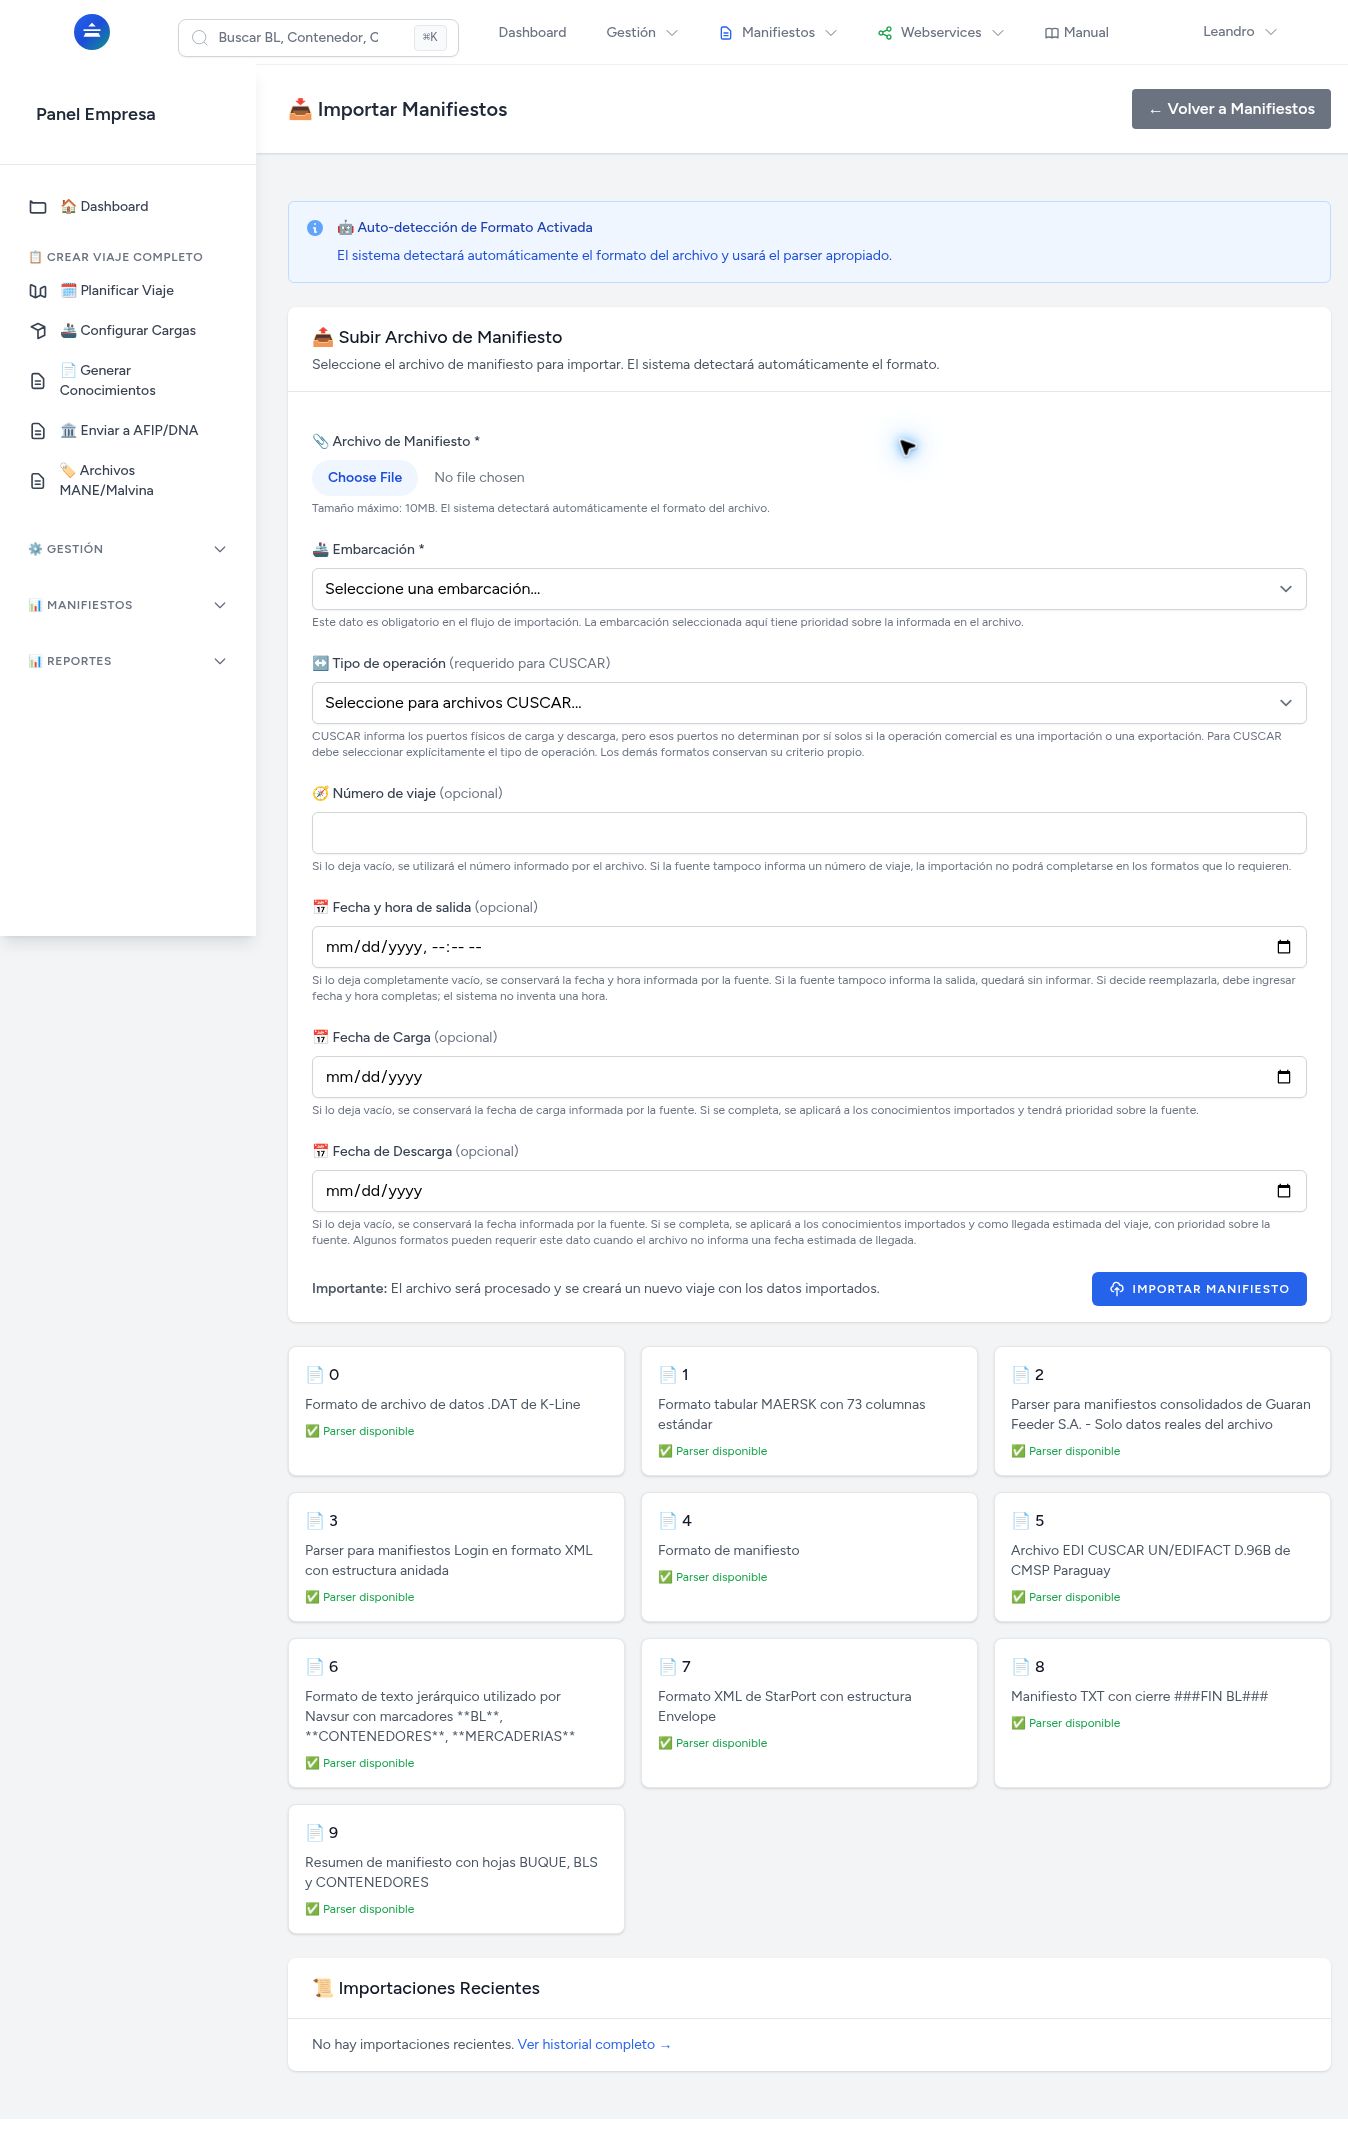 Buscar BL, Contenedor, C
⌘K
Dashboard
Gestión
Manifiestos
Webservices
Manual
Leandro
Panel Empresa
📥 Importar Manifiestos
← Volver a Manifiestos
🏠 Dashboard
📋 CREAR VIAJE COMPLETO
🗓️ Planificar Viaje
🚢 Configurar Cargas
📄 Generar
Conocimientos
🏛️ Enviar a AFIP/DNA
🏷️ Archivos
MANE/Malvina
⚙️ GESTIÓN
📊 MANIFIESTOS
📊 REPORTES
🤖 Auto-detección de Formato Activada
El sistema detectará automáticamente el formato del archivo y usará el parser apropiado.
📤 Subir Archivo de Manifiesto
Seleccione el archivo de manifiesto para importar. El sistema detectará automáticamente el formato.
📎 Archivo de Manifiesto *
Choose File No file chosen
Tamaño máximo: 10MB. El sistema detectará automáticamente el formato del archivo.
🚢 Embarcación *
Seleccione una embarcación...
Este dato es obligatorio en el flujo de importación. La embarcación seleccionada aquí tiene prioridad sobre la informada en el archivo.
↔️ Tipo de operación (requerido para CUSCAR)
Seleccione para archivos CUSCAR...
CUSCAR informa los puertos físicos de carga y descarga, pero esos puertos no determinan por sí solos si la operación comercial es una importación o una exportación. Para CUSCAR
debe seleccionar explícitamente el tipo de operación. Los demás formatos conservan su criterio propio.
🧭 Número de viaje (opcional)
Si lo deja vacío, se utilizará el número informado por el archivo. Si la fuente tampoco informa un número de viaje, la importación no podrá completarse en los formatos que lo requieren.
📅 Fecha y hora de salida (opcional)
mm/dd/yyyy, --:-- --
Si lo deja completamente vacío, se conservará la fecha y hora informada por la fuente. Si la fuente tampoco informa la salida, quedará sin informar. Si decide reemplazarla, debe ingresar
fecha y hora completas; el sistema no inventa una hora.
📅 Fecha de Carga (opcional)
mm/dd/yyyy
Si lo deja vacío, se conservará la fecha de carga informada por la fuente. Si se completa, se aplicará a los conocimientos importados y tendrá prioridad sobre la fuente.
📅 Fecha de Descarga (opcional)
mm/dd/yyyy
Si lo deja vacío, se conservará la fecha informada por la fuente. Si se completa, se aplicará a los conocimientos importados y como llegada estimada del viaje, con prioridad sobre la
fuente. Algunos formatos pueden requerir este dato cuando el archivo no informa una fecha estimada de llegada.
Importante: El archivo será procesado y se creará un nuevo viaje con los datos importados.
IMPORTAR MANIFIESTO
📄 0
Formato de archivo de datos .DAT de K-Line
✅ Parser disponible
📄 1
Formato tabular MAERSK con 73 columnas
estándar
✅ Parser disponible
📄 2
Parser para manifiestos consolidados de Guaran
Feeder S.A. - Solo datos reales del archivo
✅ Parser disponible
📄 3
Parser para manifiestos Login en formato XML
con estructura anidada
✅ Parser disponible
📄 4
Formato de manifiesto
✅ Parser disponible
📄 5
Archivo EDI CUSCAR UN/EDIFACT D.96B de
CMSP Paraguay
✅ Parser disponible
📄 6
Formato de texto jerárquico utilizado por
Navsur con marcadores **BL**,
**CONTENEDORES**, **MERCADERIAS**
✅ Parser disponible
📄 7
Formato XML de StarPort con estructura
Envelope
✅ Parser disponible
📄 8
Manifiesto TXT con cierre ###FIN BL###
✅ Parser disponible
📄 9
Resumen de manifiesto con hojas BUQUE, BLS
y CONTENEDORES
✅ Parser disponible
📜 Importaciones Recientes
No hay importaciones recientes. Ver historial completo →